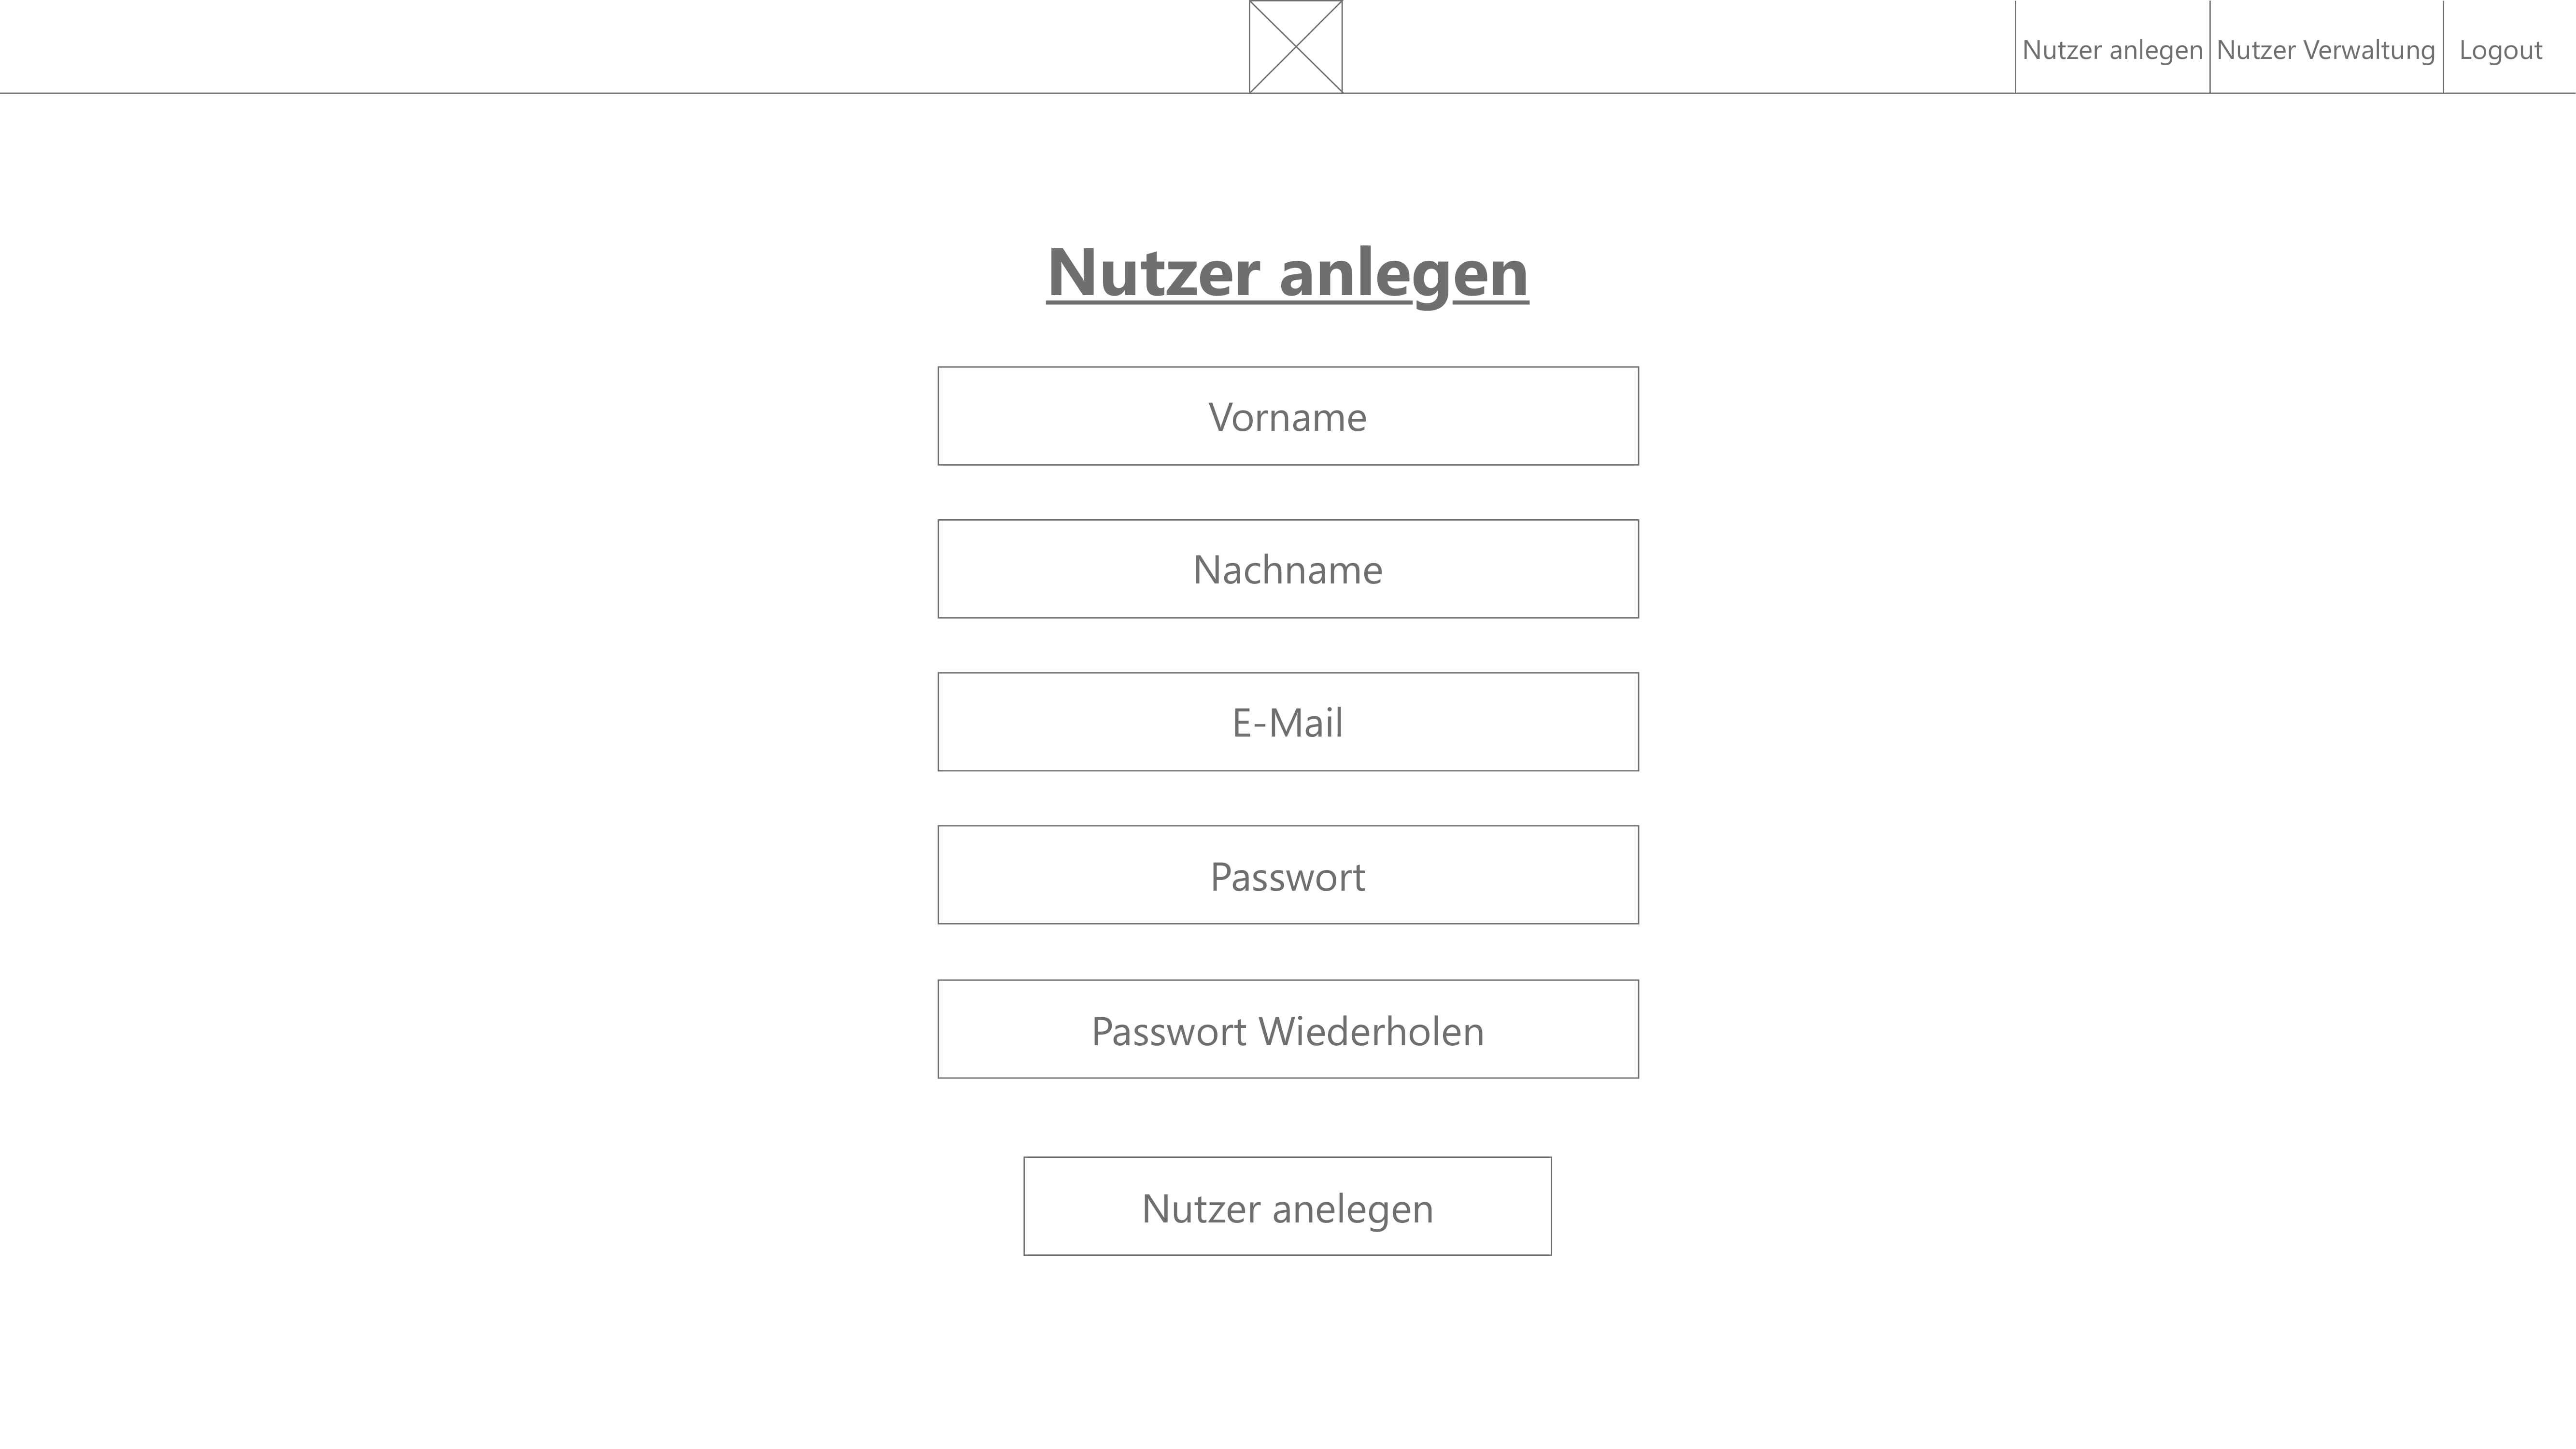 Nutzer anlegen
Nutzer Verwaltung
Logout
Nutzer anlegen
Vorname
Nachname
E-Mail
Passwort
Passwort Wiederholen
Nutzer anelegen